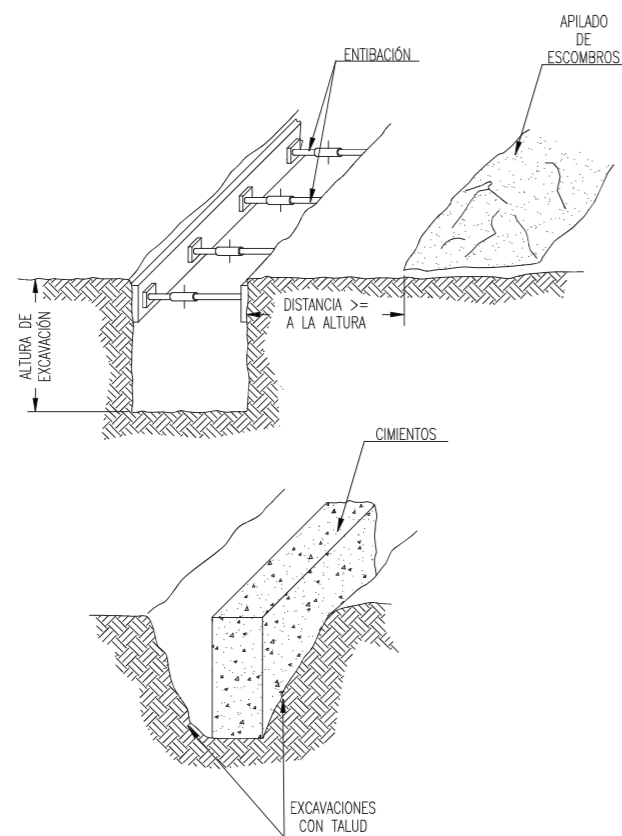 APILADO
DE
ESCOMBROS
ENTIBACIÓN
DISTANCIA >=
A LA ALTURA
ALTURA DE
EXCAVACIÓN
CIMIENTOS
EXCAVACIONES
CON TALUD